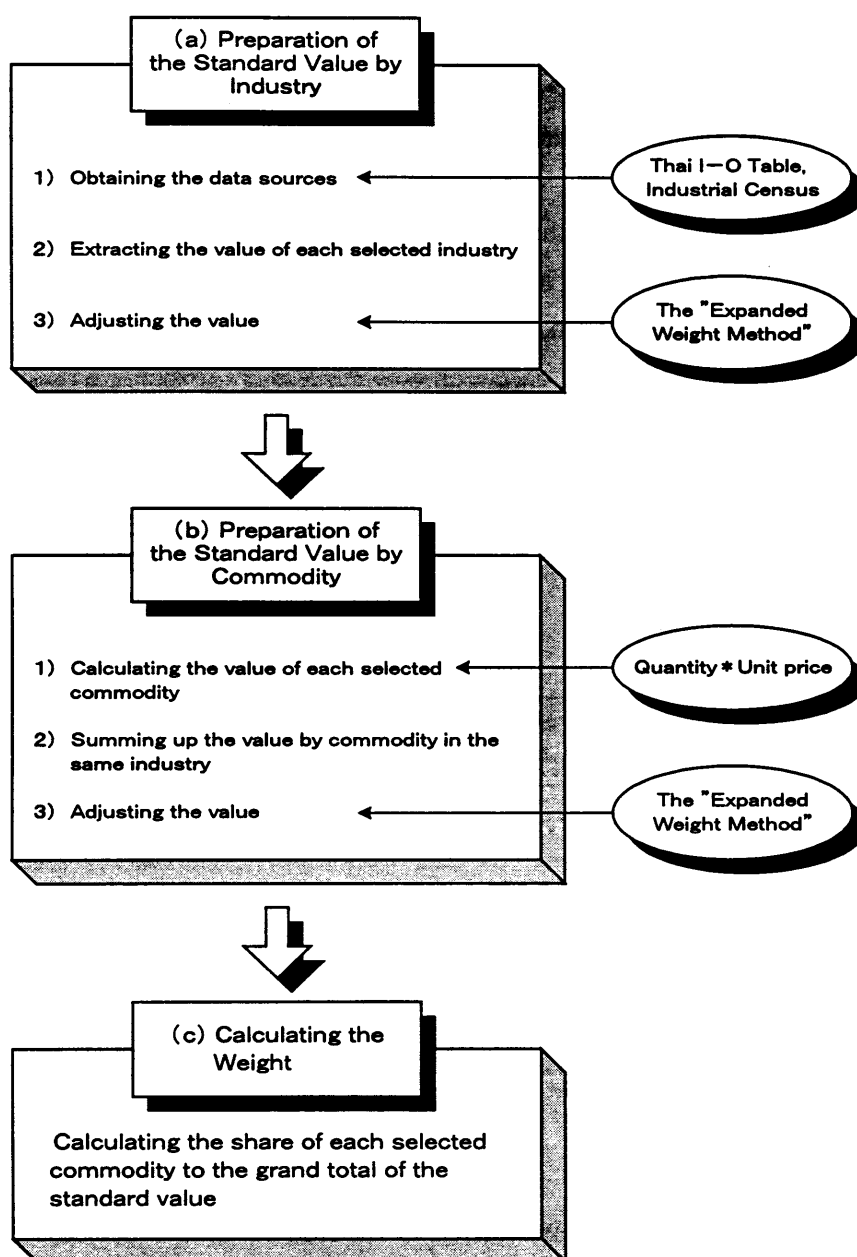 (a) Preparation of
the Standard Value by
Industry
1) Obtaining the data sources
Thai I-O Table,
Industrial Census
2) Extracting the value of each selected industry
3) Adjusting the value
The "Expanded
Weight Method"
(b) Preparation of
the Standard Value by
Commodity
1) Calculating the value of each selected
commodity
Quantity * Unit price
2) Summing up the value by commodity in the
same industry
3) Adjusting the value
The "Expanded
Weight Method"
(c) Calculating the
Weight
Calculating the share of each selected
commodity to the grand total of the
standard value